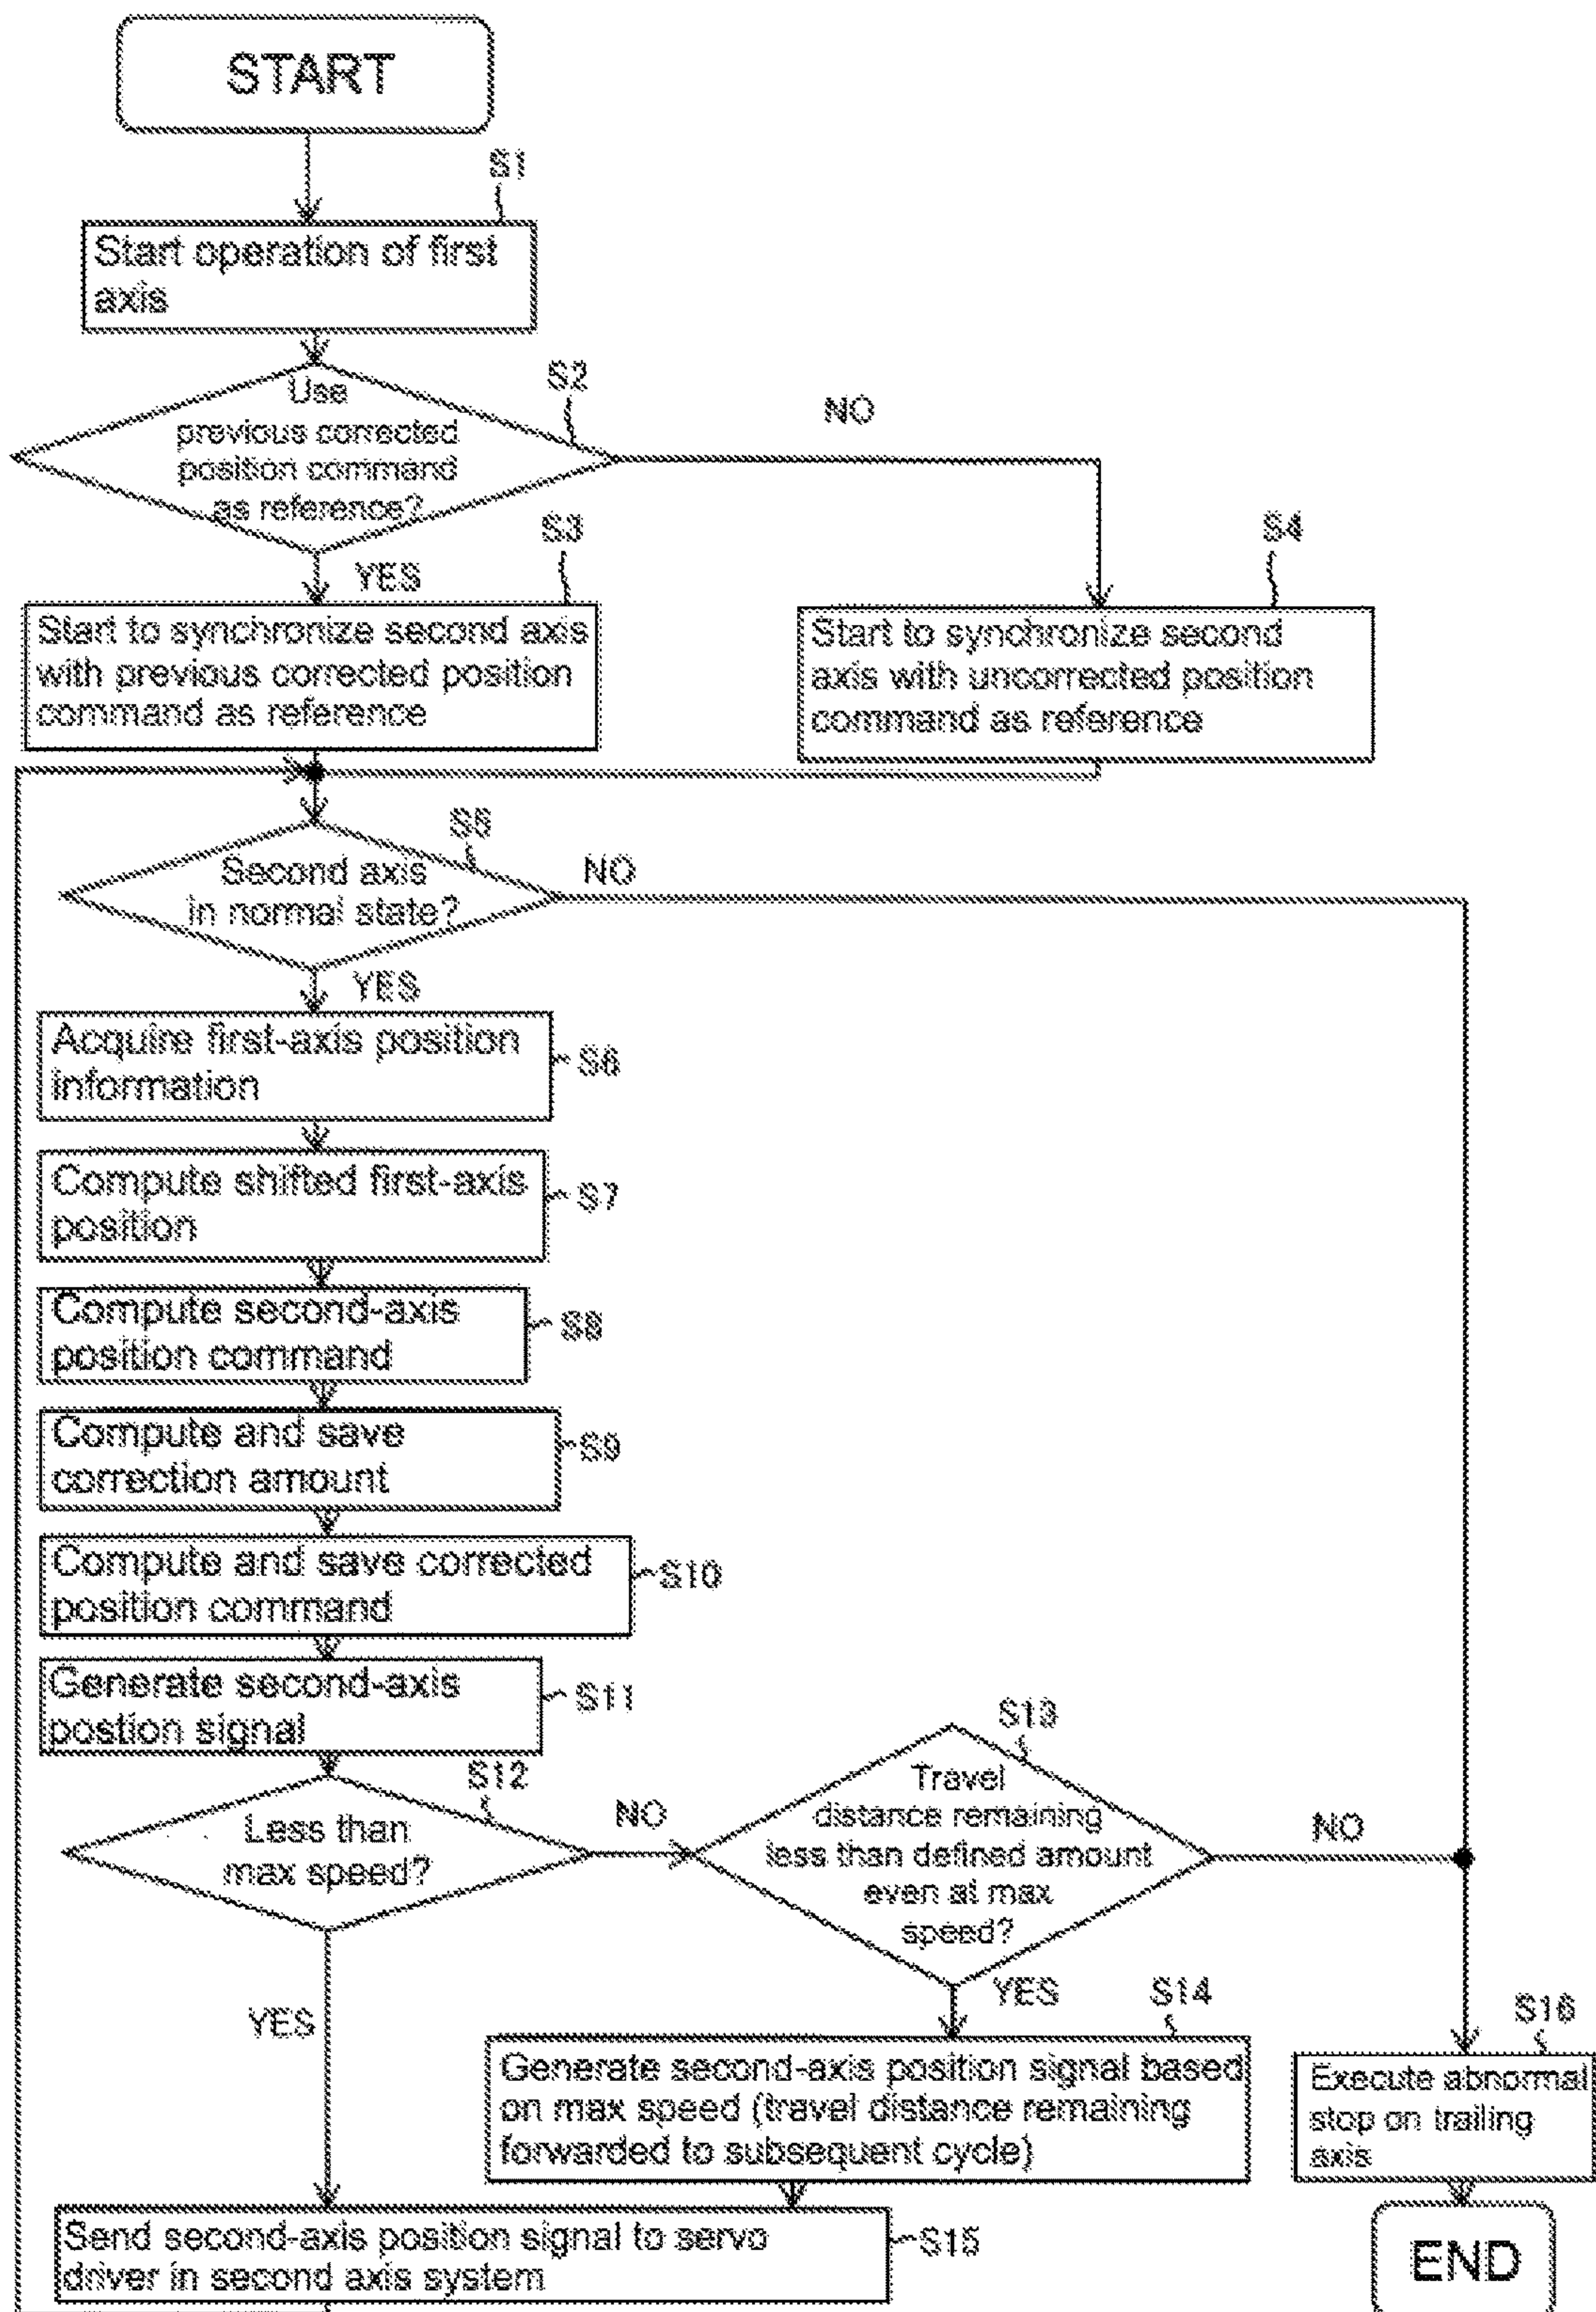 START
S1
Start operation of first
axis
S2
Use
previous corrected
position command
as reference?
NO
YES
S3
Start to synchronize second axis
with previous corrected position
command as reference
S4
Start to synchronize second
axis with uncorrected position
command as reference
S5
Second axis
in normal state?
NO
YES
Acquire first-axis position
information
S6
Compute shifted first-axis
position
S7
Compute second-axis
position command
S8
Compute and save
correction amount
S9
Compute and save corrected
position command
S10
Generate second-axis
postion signal
S11
S12
Less than
max speed?
NO
YES
S13
Travel
distance remaining
less than defined amount
even at max
speed?
NO
YES
S14
Generate second-axis position signal based
on max speed (travel distance remaining
forwarded to subsequent cycle)
S16
Execute abnormal
stop on trailing
axis
Send second-axis position signal to servo
driver in second axis system
S15
END